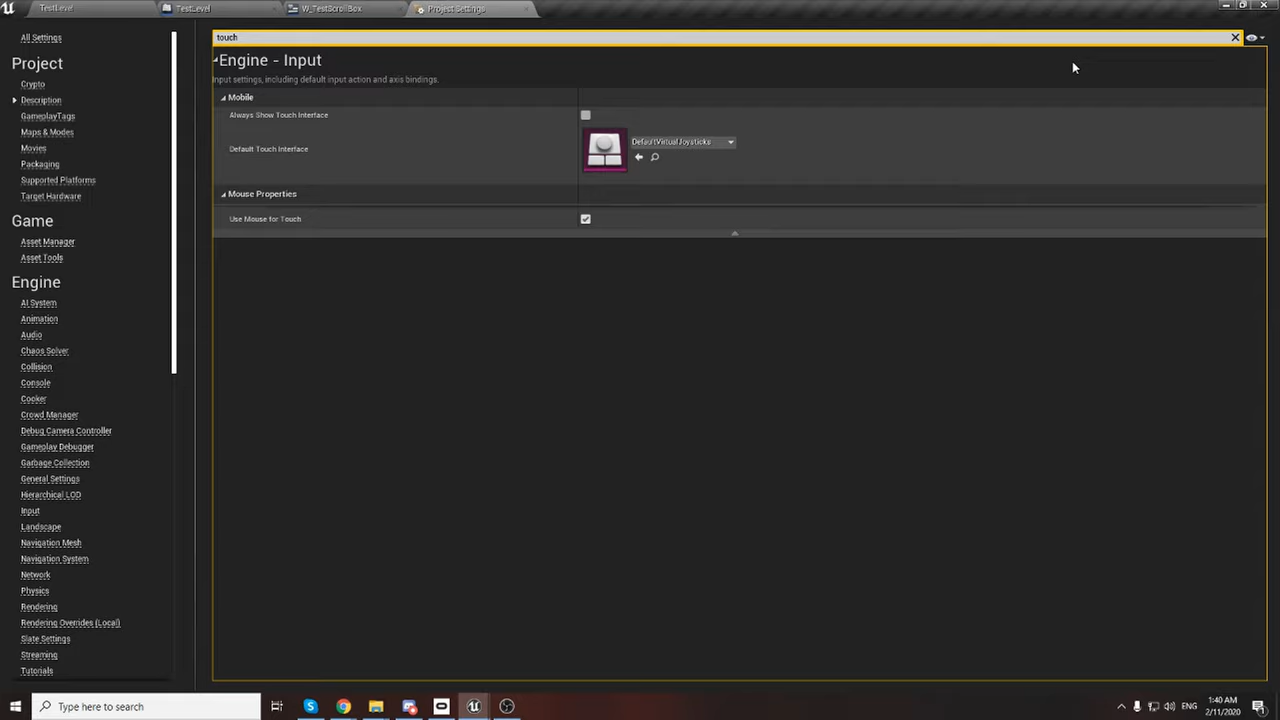 TestLevel
TestLevel
W_TestScrollBox
Project Settings
All Settings
Project
Crypto
Description
GameplayTags
Maps & Modes
Movies
Packaging
Supported Platforms
Target Hardware
Game
Asset Manager
Asset Tools
Engine
AI System
Animation
Audio
Chaos Solver
Collision
Console
Cooker
Crowd Manager
Debug Camera Controller
Gameplay Debugger
Garbage Collection
General Settings
Hierarchical LOD
Input
Landscape
Navigation Mesh
Navigation System
Network
Physics
Rendering
Rendering Overrides (Local)
Slate Settings
Streaming
Tutorials
touch
Engine - Input
Input settings, including default input action and axis bindings.
Mobile
Always Show Touch Interface
Default Touch Interface
DefaultVirtualJoysticks
Mouse Properties
Use Mouse for Touch
Type here to search
ENG
1:40 AM
2/11/2020
1